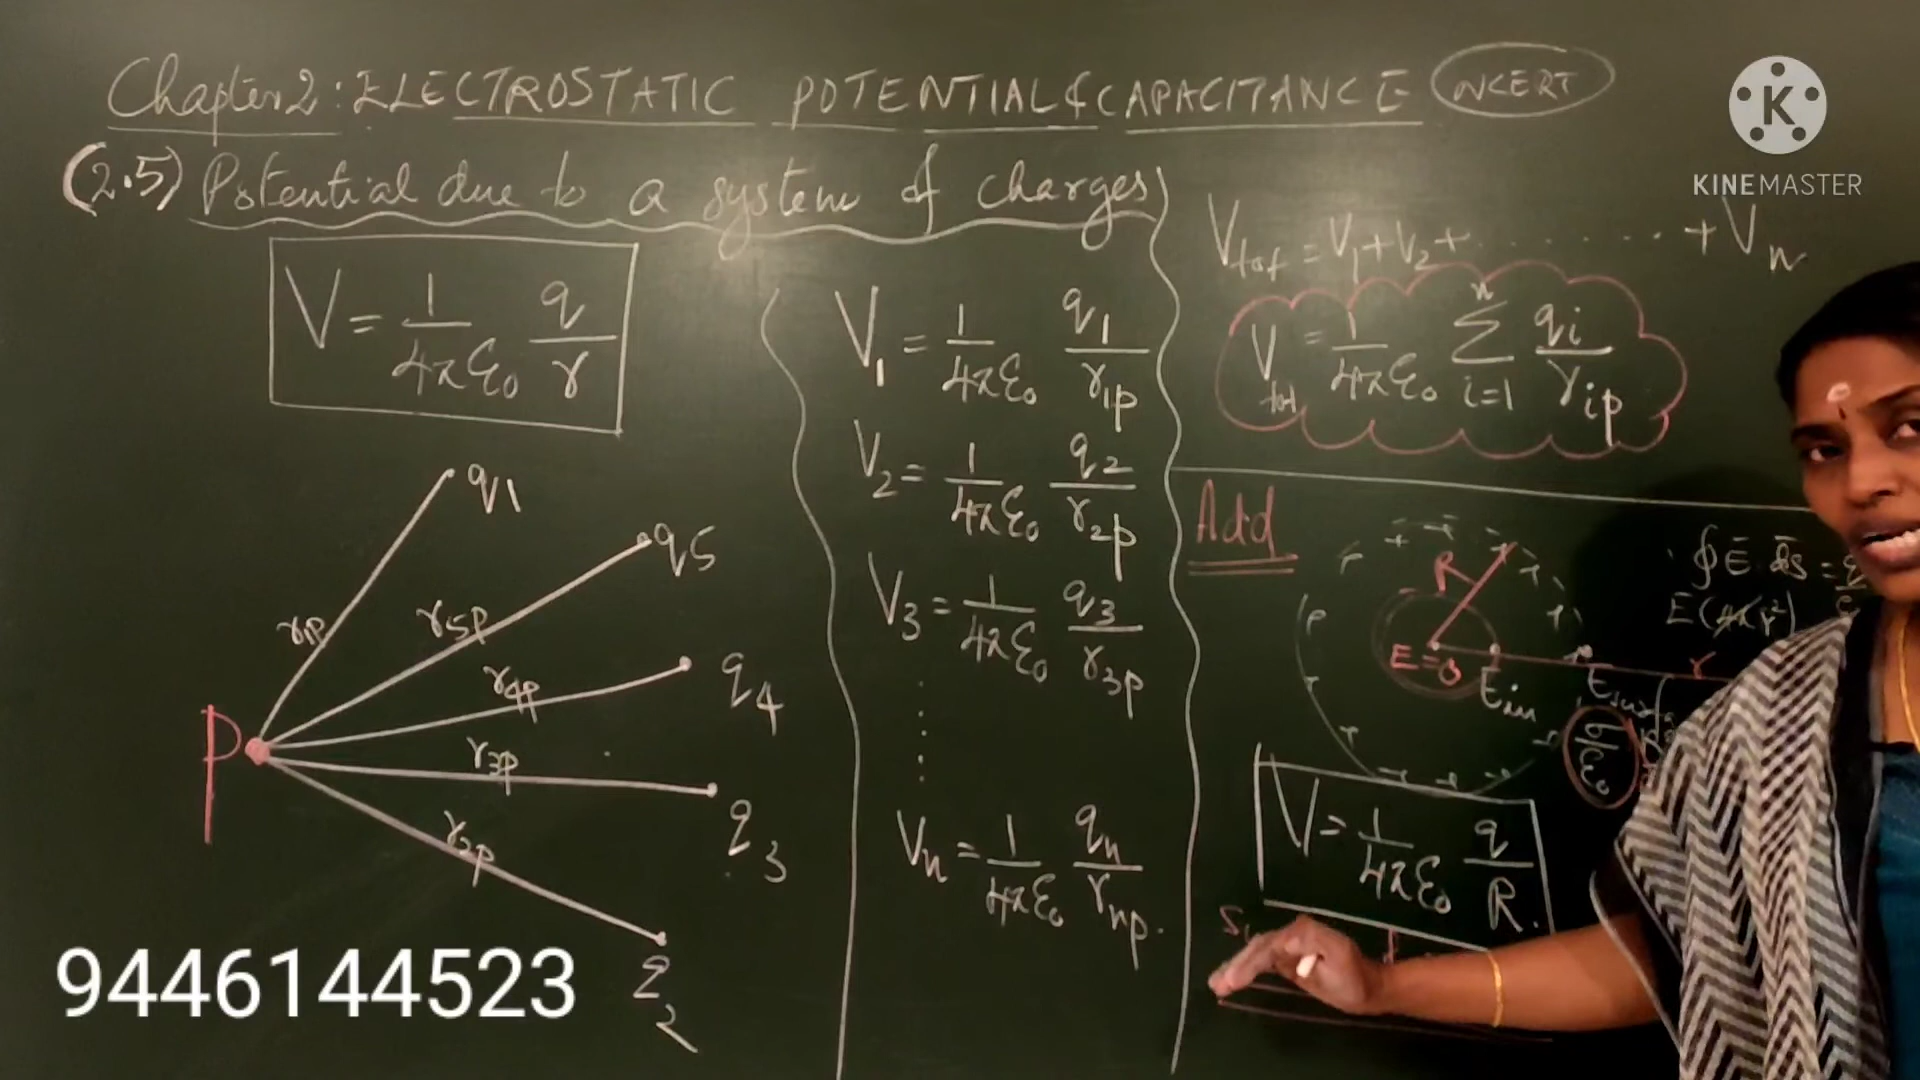 Chapter 2: ELECTROSTATIC POTENTIAL & CAPACITANCE NCERT
K
KINEMASTER
(2.5) Potential due to a system of charges
V = 1/4πε₀ q/r
q1
q5
q4
q3
q2
r1P
r5P
r4P
r3P
r2P
P
V₁ = 1/4πε₀ q₁/r₁P
V₂ = 1/4πε₀ q₂/r₂P
V₃ = 1/4πε₀ q₃/r₃P
Vn = 1/4πε₀ qn/rnP.
Vtot = V₁+V₂+........+Vn
Vtot = 1/4πε₀ Σ i=1 n qi/riP
Add
R
E=0
Ein
r
σ/ε₀
∮E ds =
V = 1/4πε₀ q/R.
9446144523